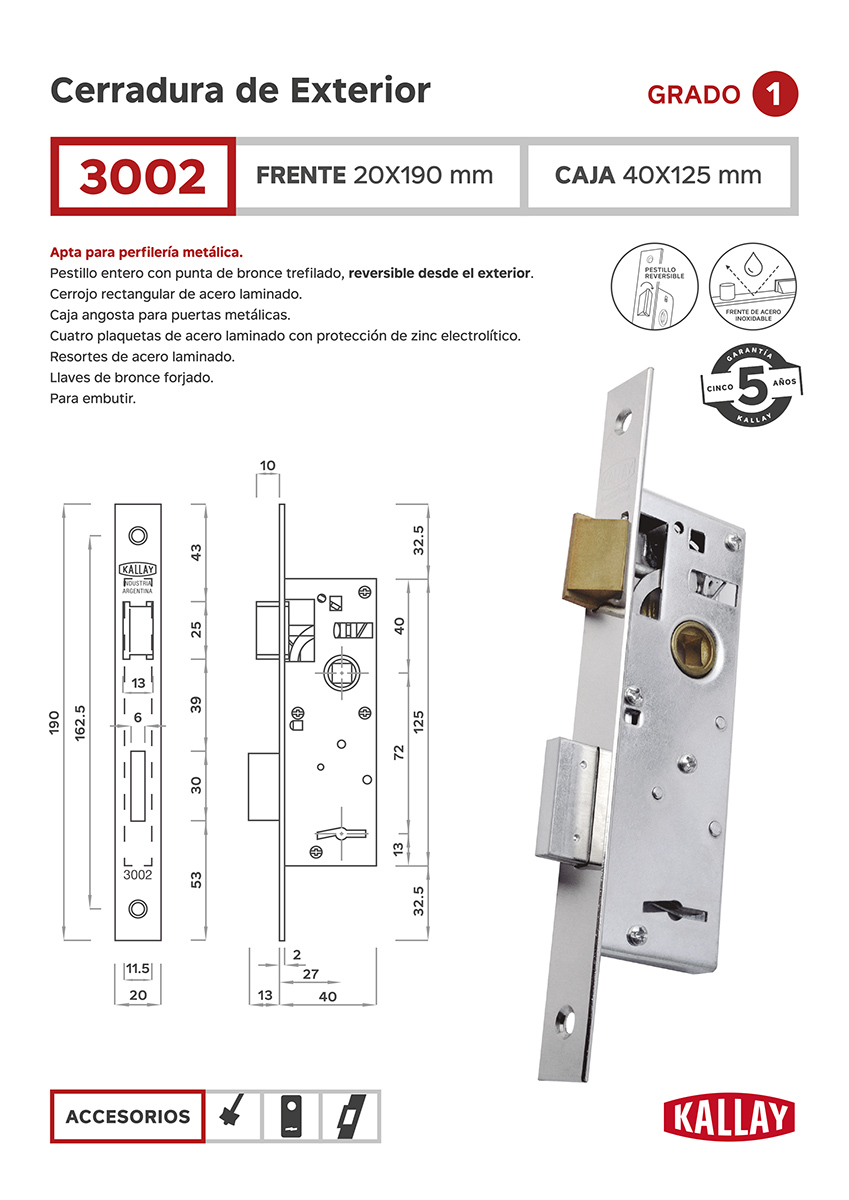 Cerradura de Exterior
GRADO 1
3002
FRENTE 20X190 mm
CAJA 40X125 mm
Apta para perfilería metálica.
Pestillo entero con punta de bronce trefilado, reversible desde el exterior.
Cerrojo rectangular de acero laminado.
Caja angosta para puertas metálicas.
Cuatro plaquetas de acero laminado con protección de zinc electrolítico.
Resortes de acero laminado.
Llaves de bronce forjado.
Para embutir.
PESTILLO
REVERSIBLE
FRENTE DE ACERO
INOXIDABLE
GARANTÍA
CINCO 5 AÑOS
KALLAY
10
KALLAY
INDUSTRIA
ARGENTINA
190
162.5
43
25
39
30
53
13
6
3002
11.5
20
32.5
40
125
72
13
32.5
2
27
13
40
ACCESORIOS
KALLAY